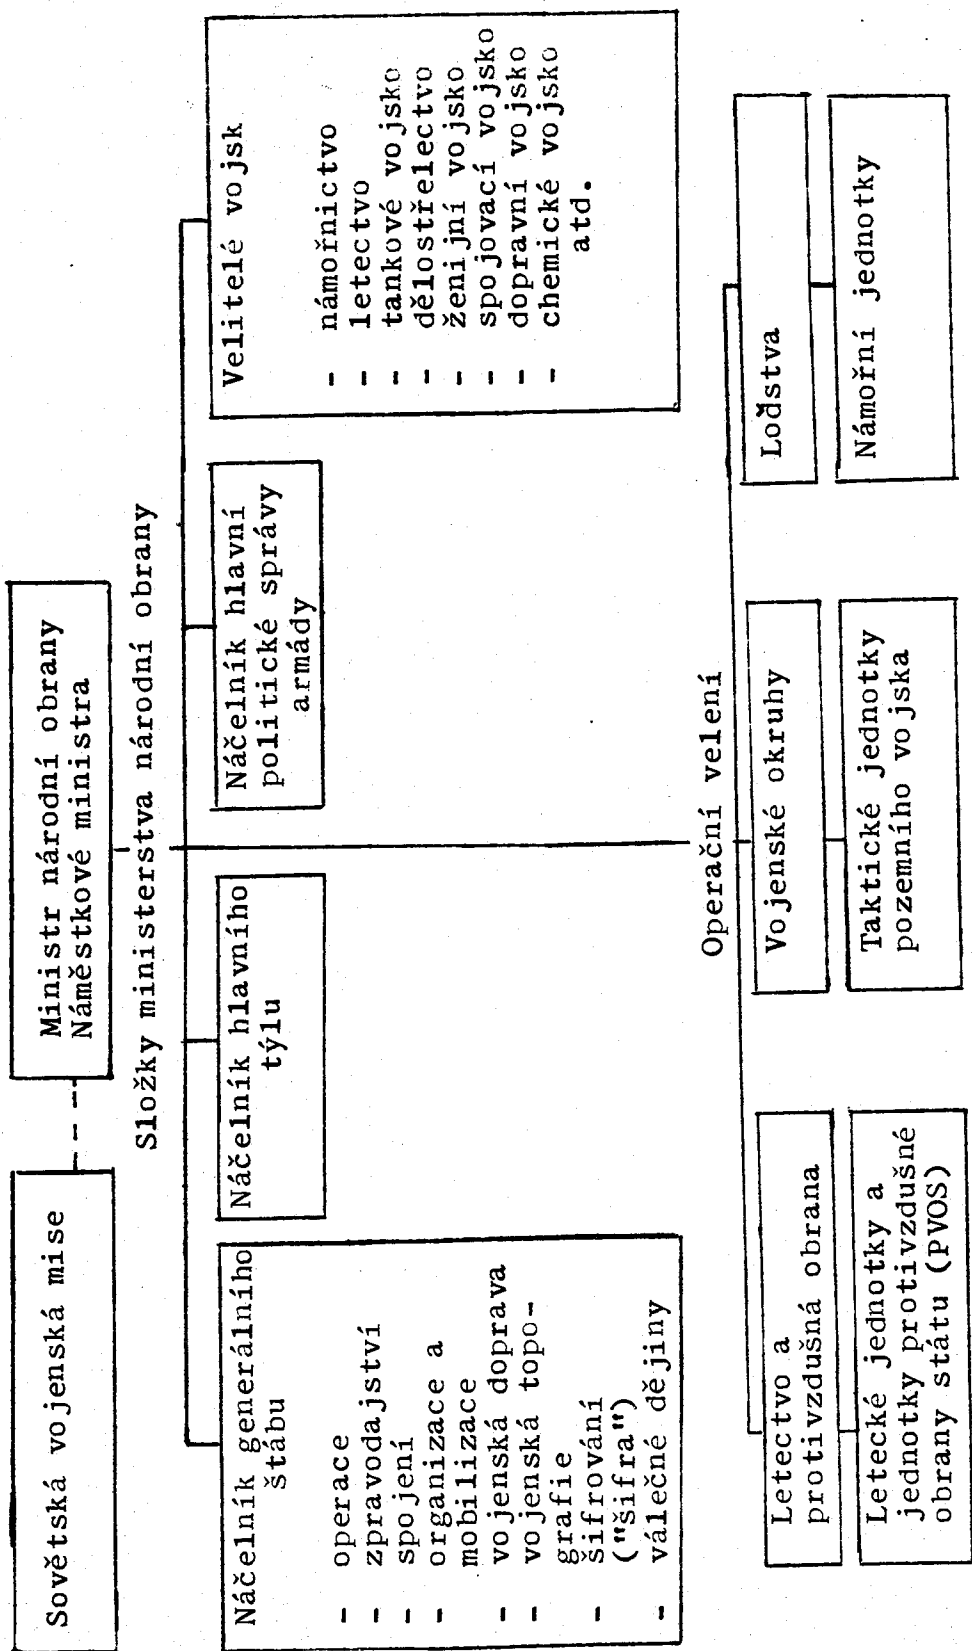 Sovětská vojenská mise
Ministr národní obrany
Náměstkové ministra
Složky ministerstva národní obrany
Náčelník generálního
štábu
- operace
- zpravodajství
- spojení
- organizace a
mobilizace
- vojenská doprava
- vojenská topo-
grafie
- šifrování
("šifra")
- válečné dějiny
Náčelník hlavního
týlu
Náčelník hlavní
politické správy
armády
Velitelé vojsk
- námořnictvo
- letectvo
- tankové vojsko
- dělostřelectvo
- ženijní vojsko
- spojovací vojsko
- dopravní vojsko
- chemické vojsko
atd.
Operační velení
Letectvo a
protivzdušná obrana
Letecké jednotky a
jednotky protivzdušné
obrany státu (PVOS)
Vojenské okruhy
Taktické jednotky
pozemního vojska
Loďstva
Námořní jednotky